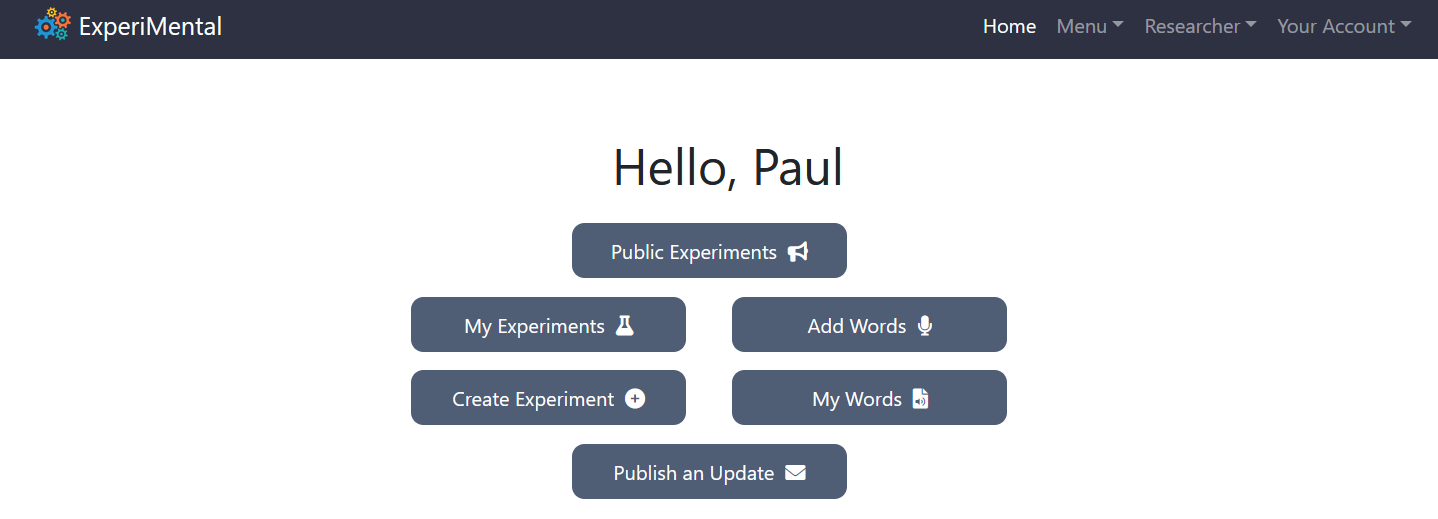 ExperiMental Home Menu Researcher Your Account
Hello, Paul
Public Experiments
My Experiments Add Words
Create Experiment My Words
Publish an Update